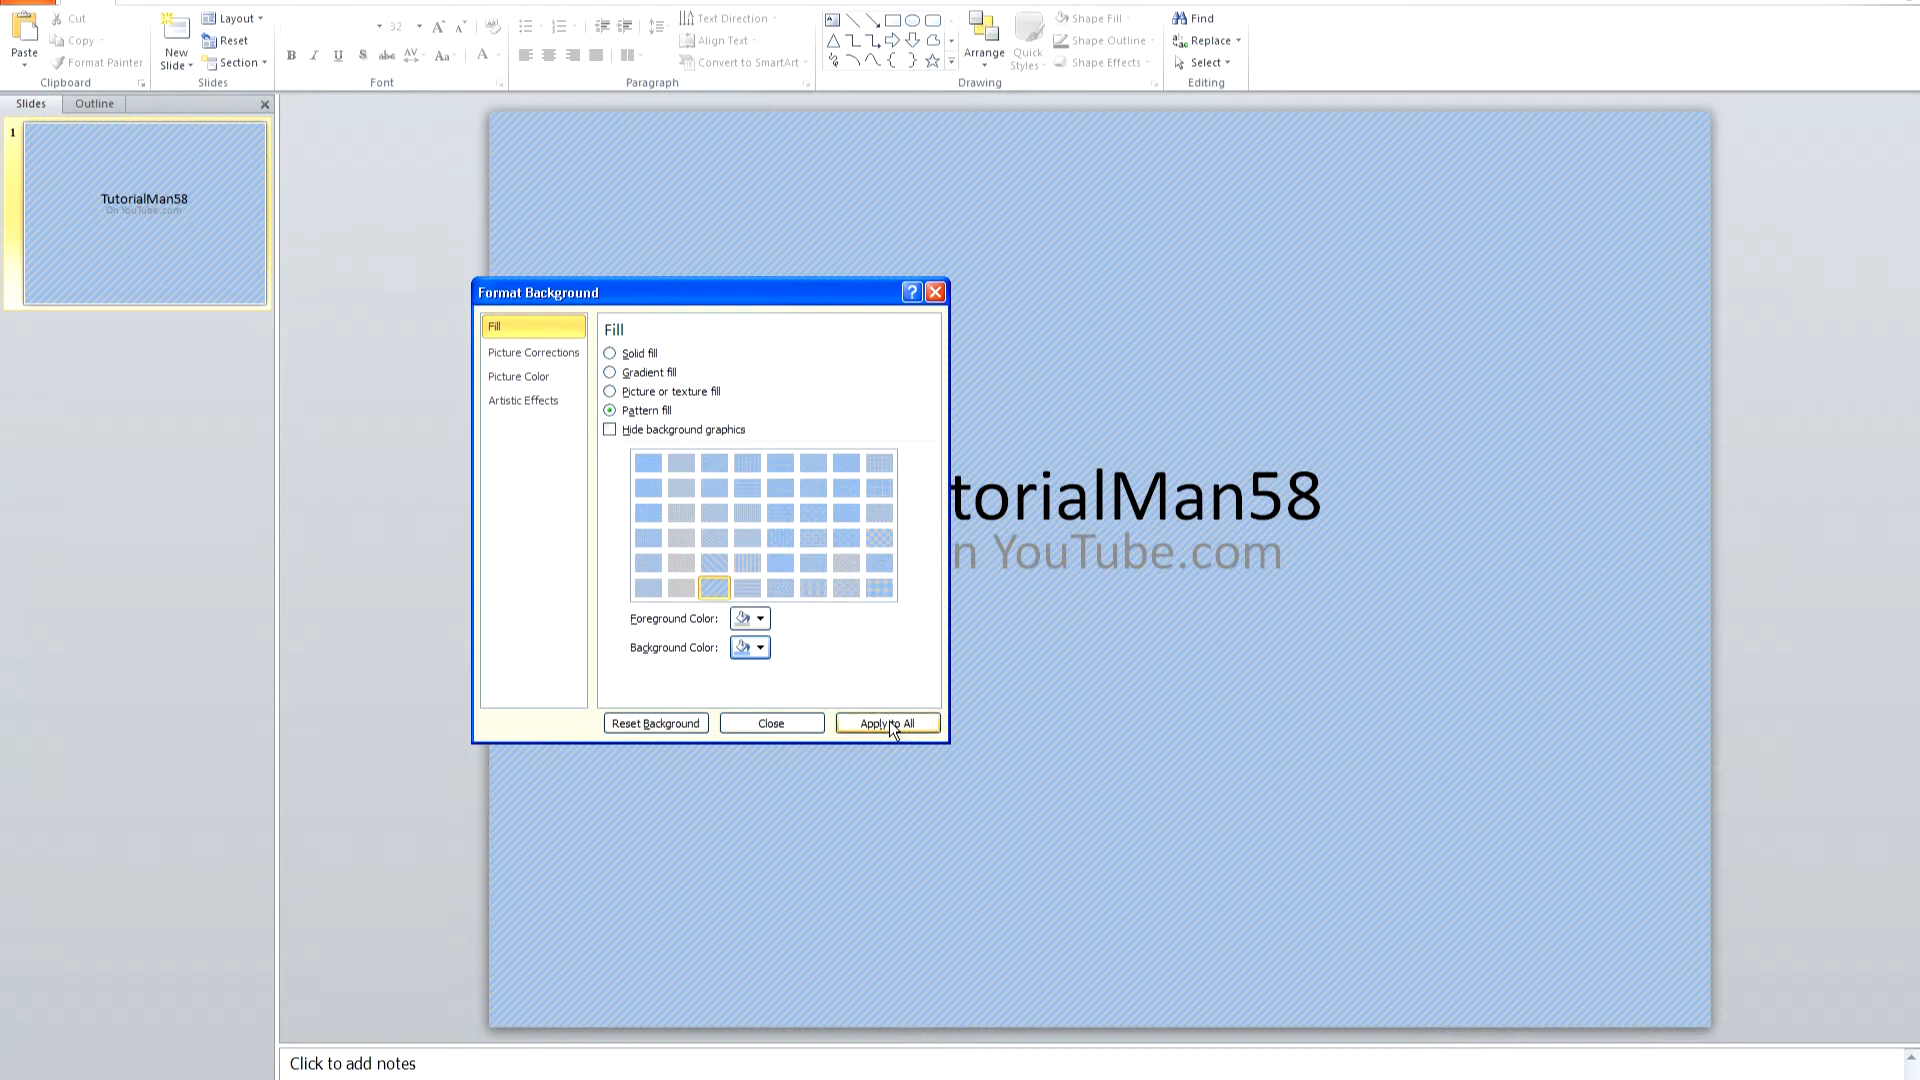 Cut
Copy
Format Painter
Paste
Clipboard
New
Slide
Layout
Reset
Section
Slides
32
B I U S abc AV Aa A
Font
Text Direction
Align Text
Convert to SmartArt
Paragraph
Arrange
Quick
Styles
Shape Fill
Shape Outline
Shape Effects
Drawing
Find
Replace
Select
Editing
Slides
Outline
1
TutorialMan58
On YouTube.com
torialMan58
n YouTube.com
Format Background
Fill
Picture Corrections
Picture Color
Artistic Effects
Fill
Solid fill
Gradient fill
Picture or texture fill
Pattern fill
Hide background graphics
Foreground Color:
Background Color:
Reset Background
Close
Apply to All
Click to add notes